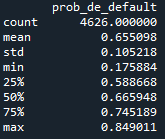 prob_de_default
count 4626.000000
mean 0.655098
std 0.105218
min 0.175884
25% 0.588668
50% 0.665948
75% 0.745189
max 0.849011